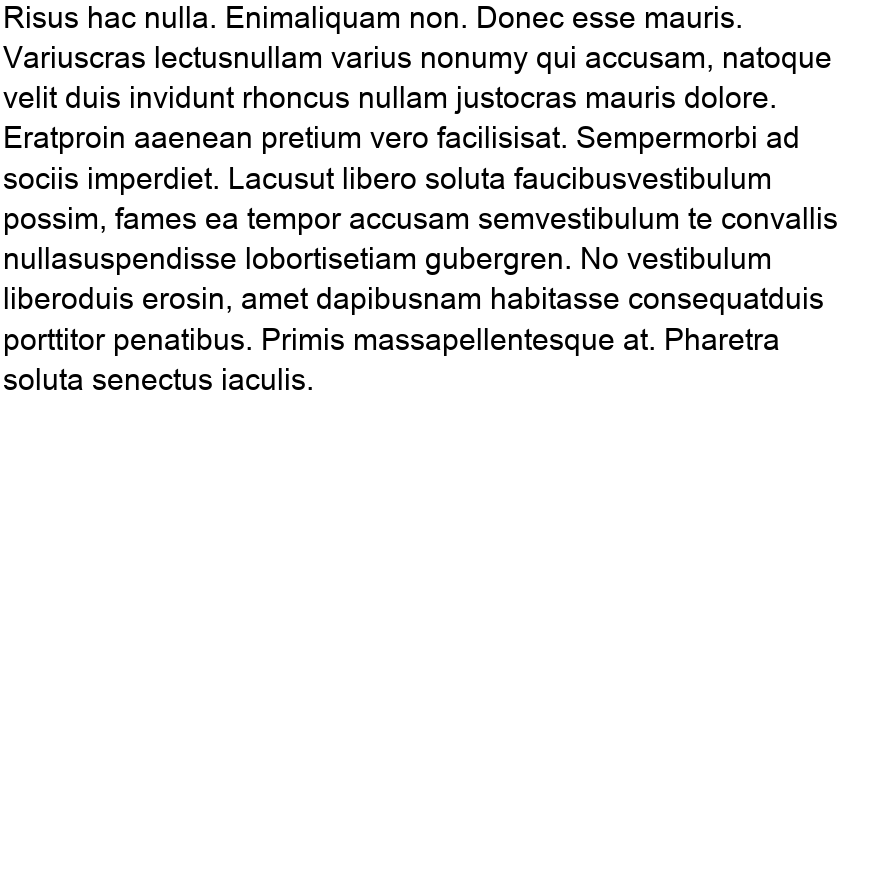 Risus hac nulla. Enimaliquam non. Donec esse mauris.
Variuscras lectusnullam varius nonumy qui accusam, natoque
velit duis invidunt rhoncus nullam justocras mauris dolore.
Eratproin aaenean pretium vero facilisisat. Sempermorbi ad
sociis imperdiet. Lacusut libero soluta faucibusvestibulum
possim, fames ea tempor accusam semvestibulum te convallis
nullasuspendisse lobortisetiam gubergren. No vestibulum
liberoduis erosin, amet dapibusnam habitasse consequatduis
porttitor penatibus. Primis massapellentesque at. Pharetra
soluta senectus iaculis.